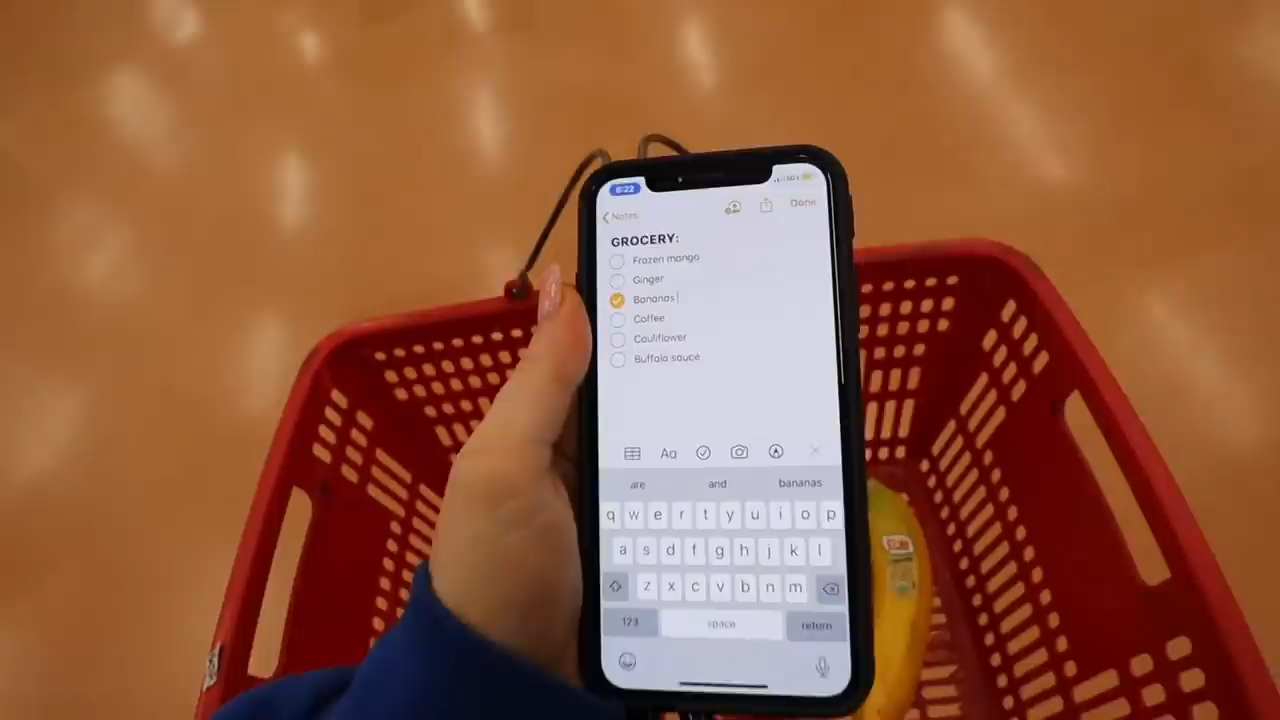 8:22
Notes
Done
GROCERY:
Frozen mango
Ginger
Bananas
Coffee
Cauliflower
Buffalo sauce
Aa
are and bananas
q w e r t y u i o p
a s d f g h j k l
z x c v b n m
123 space return